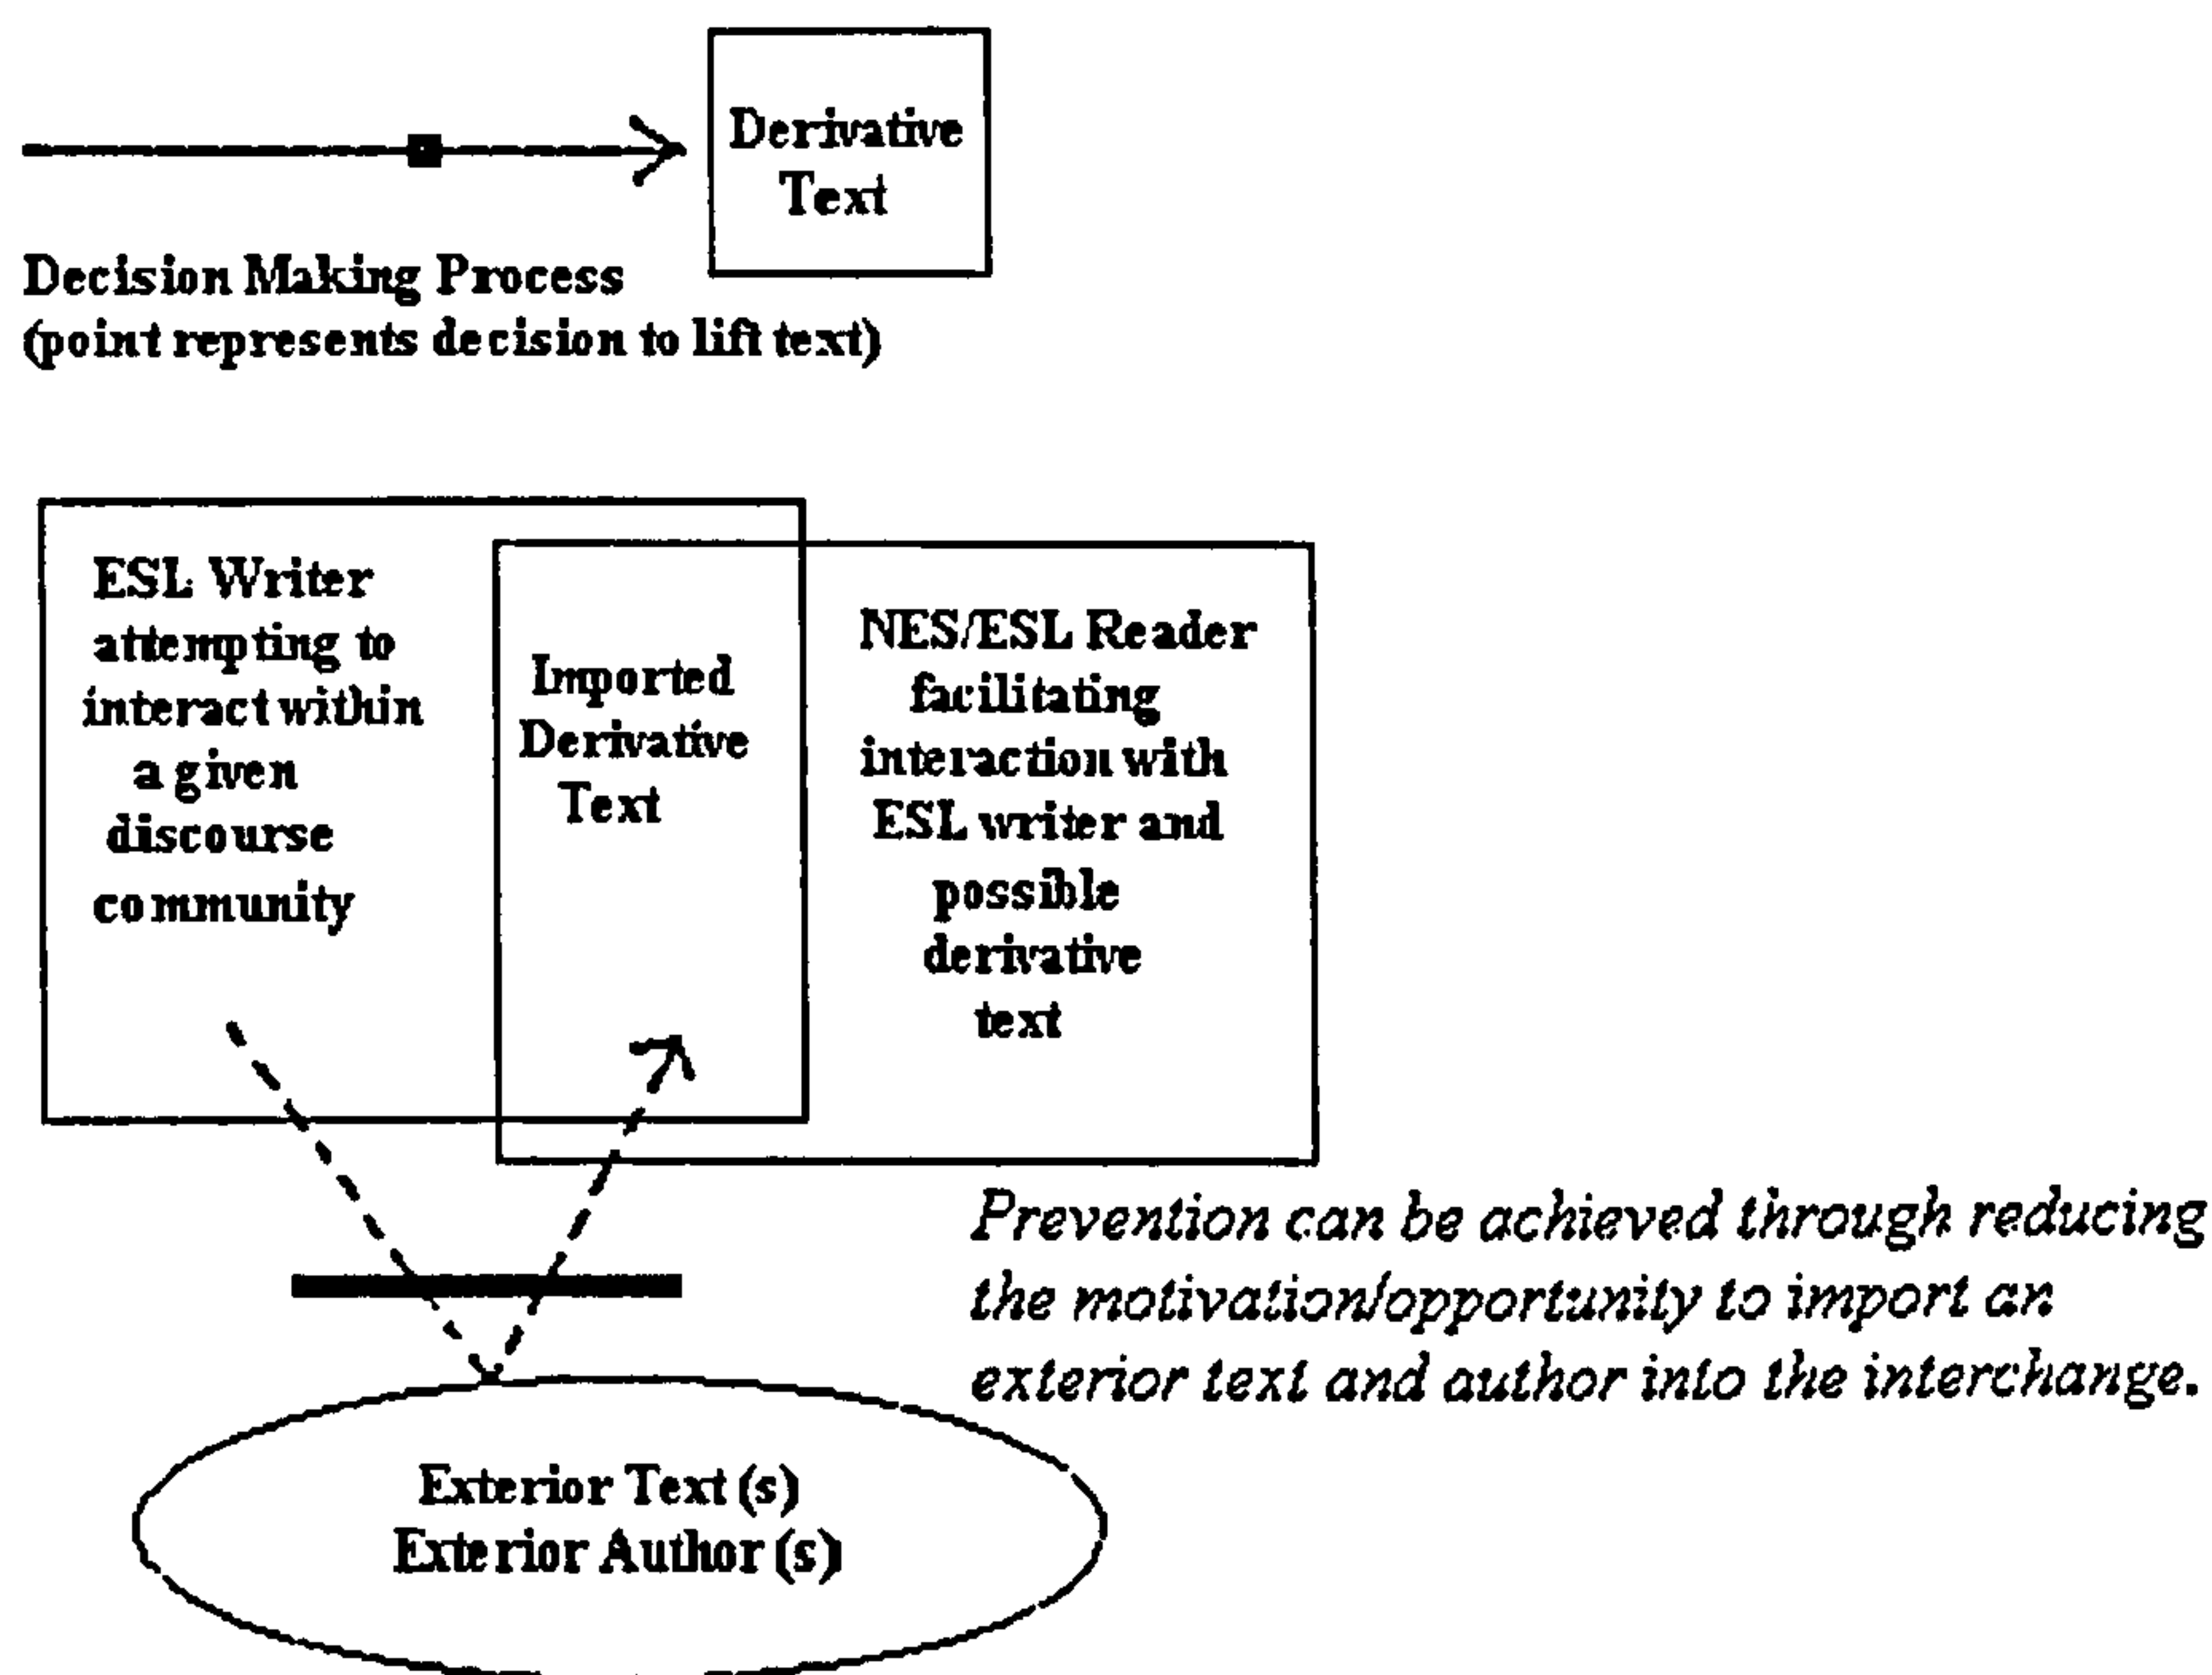 Derivative
Text
Decision Making Process
(point represents decision to lift text)
ESL Writer
attempting to
interact within
a given
discourse
community
Imported
Derivative
Text
NES/ESL Reader
facilitating
interaction with
ESL writer and
possible
derivative
text
Prevention can be achieved through reducing
the motivation/opportunity to import an
exterior text and author into the interchange.
Exterior Text(s)
Exterior Author(s)